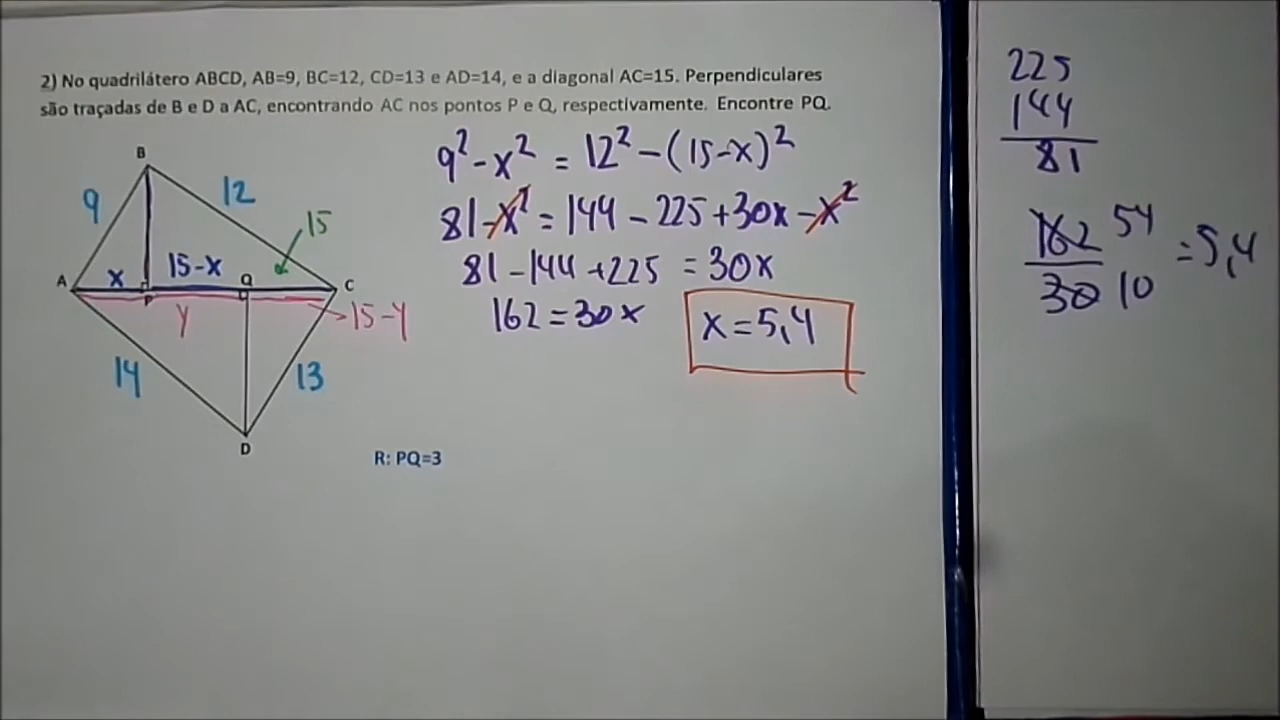 2) No quadrilátero ABCD, AB=9, BC=12, CD=13 e AD=14, e a diagonal AC=15. Perpendiculares
são traçadas de B e D a AC, encontrando AC nos pontos P e Q, respectivamente. Encontre PQ.
B
9
12
15
A
x
15-x
Q
C
P
y
15-y
14
13
D
R: PQ=3
9² - x² = 12² - (15-x)²
81 - x² = 144 - 225 + 30x - x²
81 - 144 + 225 = 30x
162 = 30x
x = 5,4
225
144
81
162 54
30 10
= 5,4